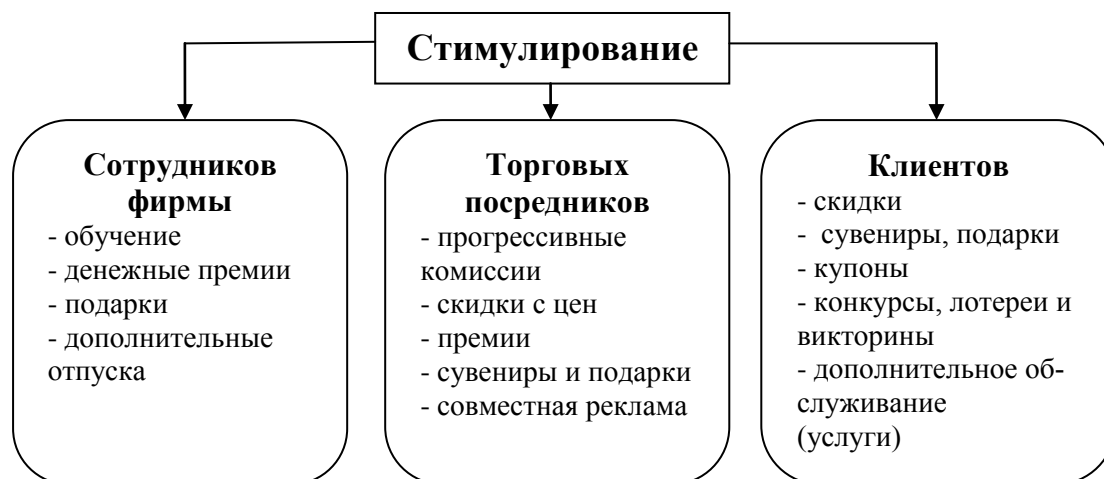 Стимулирование
Сотрудников
фирмы
- обучение
- денежные премии
- подарки
- дополнительные
отпуска
Торговых
посредников
- прогрессивные
комиссии
- скидки с цен
- премии
- сувениры и подарки
- совместная реклама
Клиентов
- скидки
-  сувениры, подарки
- купоны
- конкурсы, лотереи и
викторины
- дополнительное об-
служивание
(услуги)